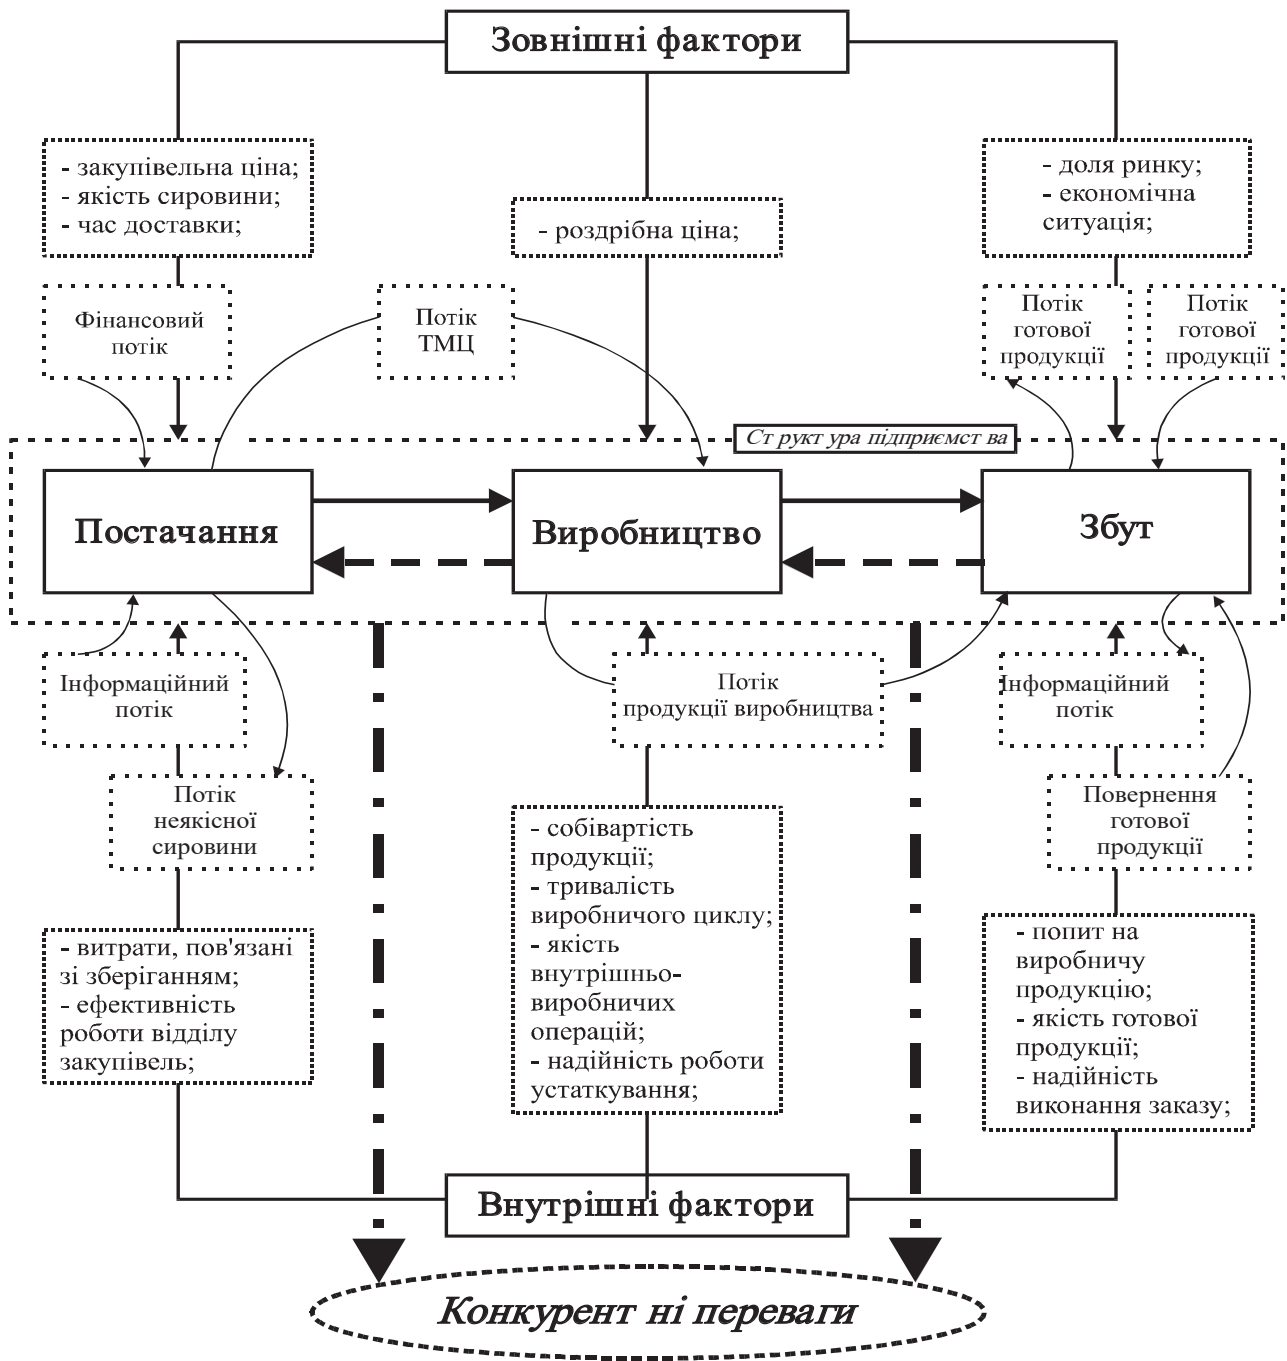 Зовнішні фактори
- закупівельна ціна;
- якість сировини;
- час доставки;
- роздрібна ціна;
- доля ринку;
- економічна
ситуація;
Фінансовий
потік
Потік
ТМЦ
Потік
готової
продукції
Потік
готової
продукції
Ст рукт ура підприємст ва
Постачання
Виробництво
Збут
Інформаційний
потік
Потік
продукції виробництва
Інформаційний
потік
Потік
неякісної
сировини
Повернення
готової
продукції
- витрати, пов'язані
зі зберіганням;
- ефективність
роботи відділу
закупівель;
- собівартість
продукції;
- тривалість
виробничого циклу;
- якість
внутрішньо-
виробничих
операцій;
- надійність роботи
устаткування;
- попит на
виробничу
продукцію;
- якість готової
продукції;
- надійність
виконання заказу;
Внутрішні фактори
Конкурент ні переваги